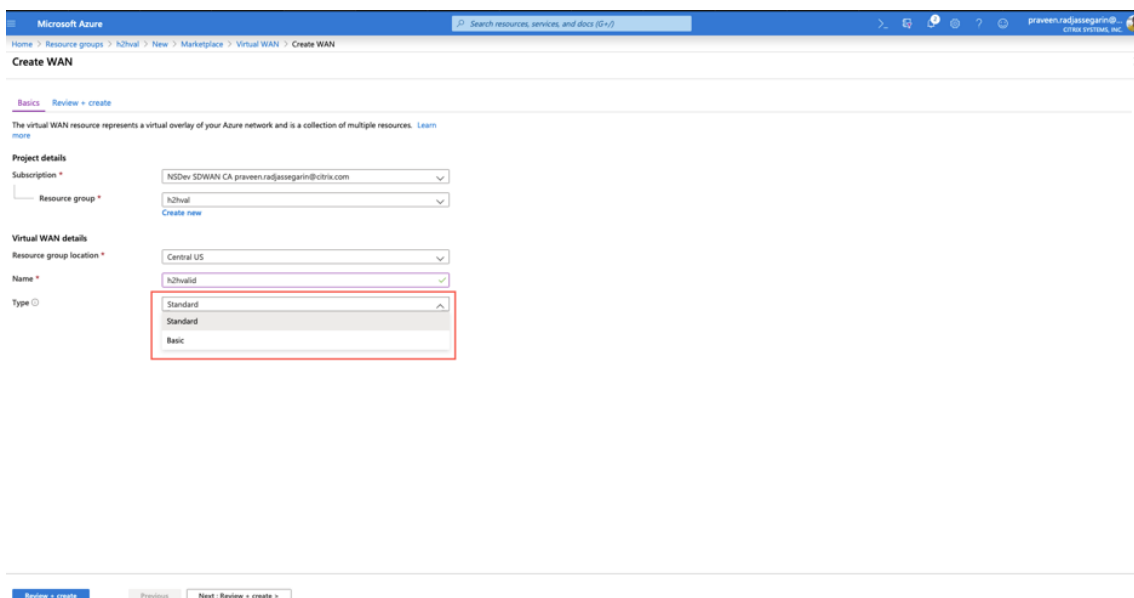 Microsoft Azure
Search resources, services, and docs (G+/)
2
praveen.radjassegarin@...
CITRIX SYSTEMS, INC.
Home > Resource groups > h2hval > New > Marketplace > Virtual WAN > Create WAN
Create WAN
Basics Review + create
The virtual WAN resource represents a virtual overlay of your Azure network and is a collection of multiple resources. Learn
more
Project details
Subscription *
NSDev SDWAN CA praveen.radjassegarin@citrix.com
Resource group *
h2hval
Create new
Virtual WAN details
Resource group location *
Central US
Name *
h2hvalid
Type
Standard
Standard
Basic
Review + create
Previous
Next : Review + create >